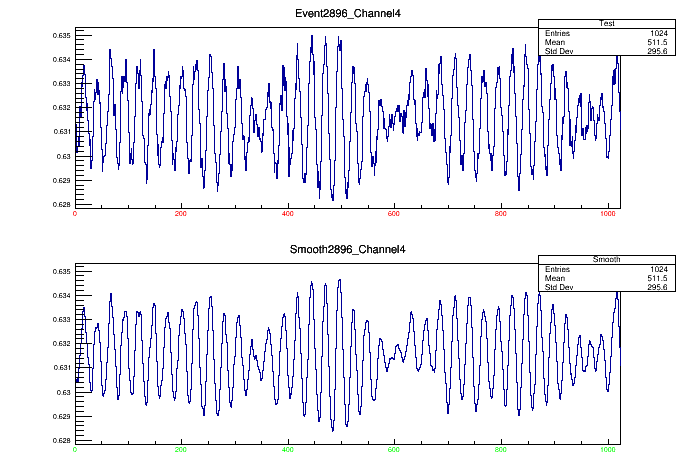 Event2896_Channel4
Test
Entries 1024
Mean 511.5
Std Dev 295.6
0.635
0.634
0.633
0.632
0.631
0.63
0.629
0.628
0 200 400 600 800 1000
Smooth2896_Channel4
Smooth
Entries 1024
Mean 511.5
Std Dev 295.6
0.635
0.634
0.633
0.632
0.631
0.63
0.629
0.628
0 200 400 600 800 1000